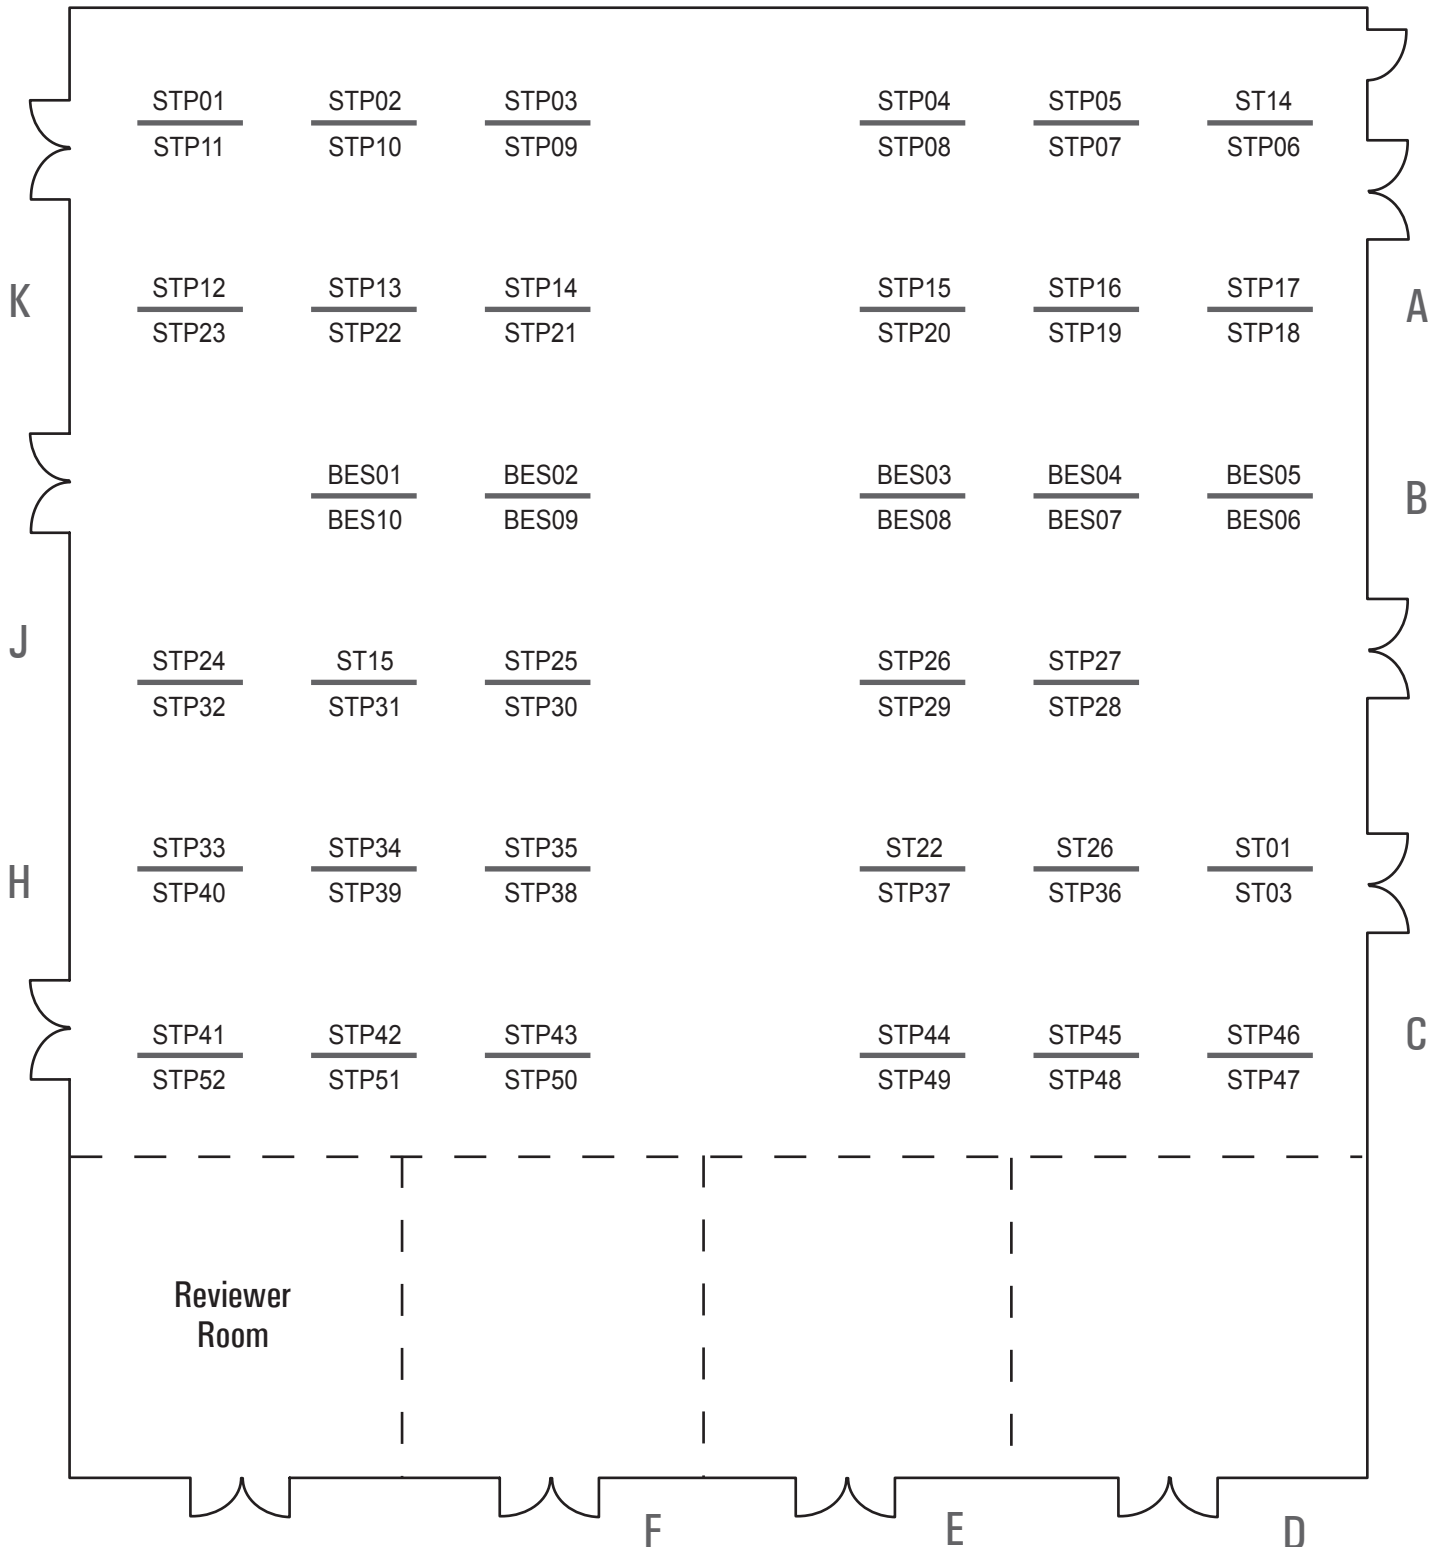 STP01 STP02 STP03 STP04 STP05 ST14
STP11 STP10 STP09 STP08 STP07 STP06
K STP12 STP13 STP14 STP15 STP16 STP17 A
STP23 STP22 STP21 STP20 STP19 STP18
BES01 BES02 BES03 BES04 BES05 B
BES10 BES09 BES08 BES07 BES06
J STP24 ST15 STP25 STP26 STP27
STP32 STP31 STP30 STP29 STP28
STP33 STP34 STP35 ST22 ST26 ST01
H STP40 STP39 STP38 STP37 STP36 ST03
STP41 STP42 STP43 STP44 STP45 STP46 C
STP52 STP51 STP50 STP49 STP48 STP47
Reviewer
Room
F E D